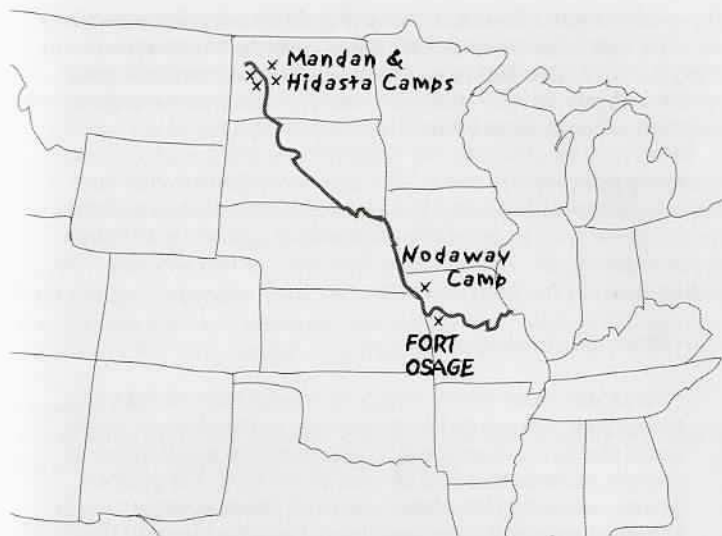 Mandan &
Hidasta Camps
Nodaway
Camp
FORT
OSAGE